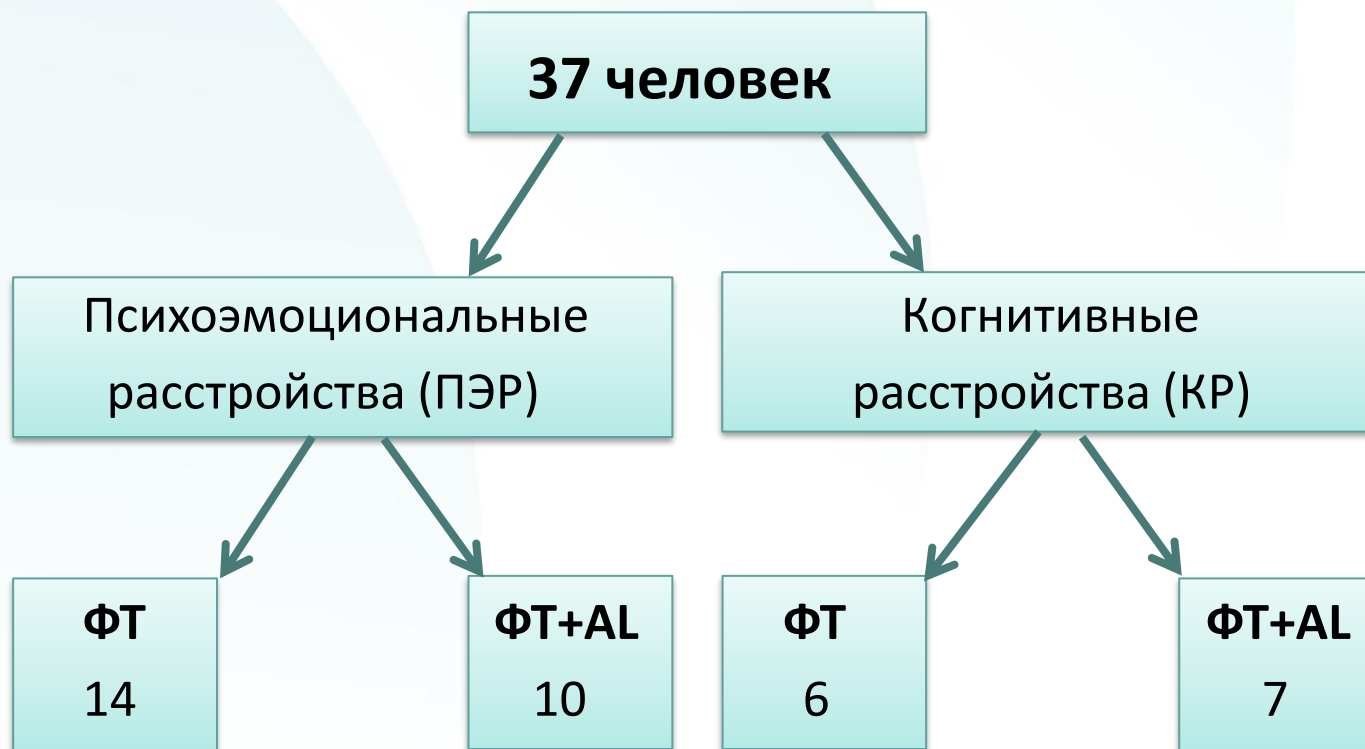 37 человек
Психоэмоциональные
расстройства (ПЭР)
Когнитивные
расстройства (КР)
ФТ
14
ФТ+AL
10
ФТ
6
ФТ+AL
7